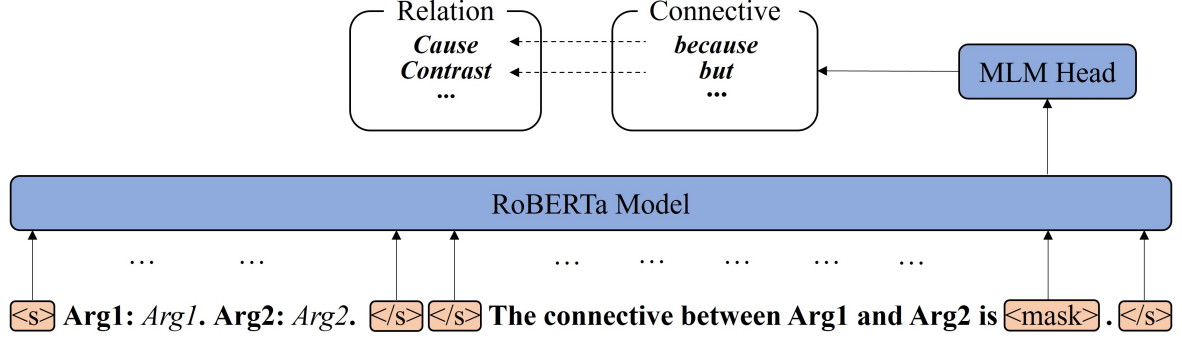 Relation Connective
Cause because
Contrast but
... ...
MLM Head
RoBERTa Model
... ... ... ... ... ... ...
<s> Arg1: Arg1. Arg2: Arg2. </s> </s> The connective between Arg1 and Arg2 is <mask> . </s>